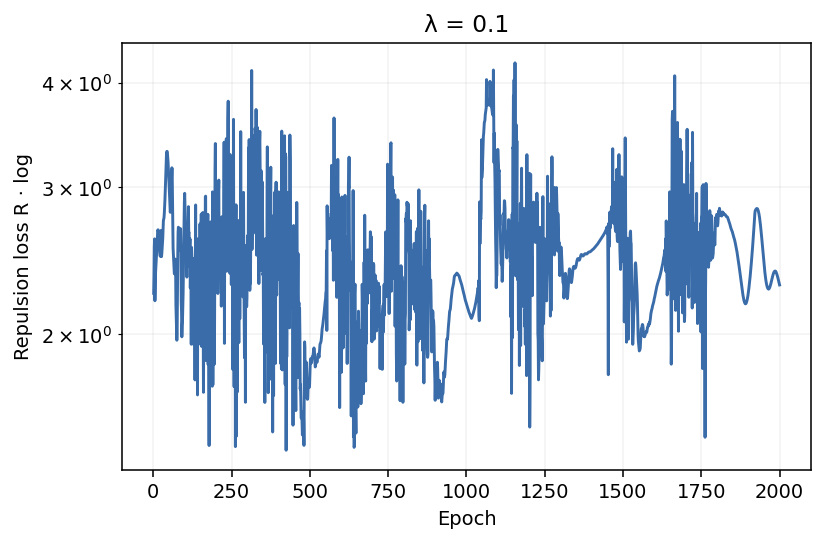 λ = 0.1
Repulsion loss R · log
4 × 10⁰
3 × 10⁰
2 × 10⁰
0 250 500 750 1000 1250 1500 1750 2000
Epoch